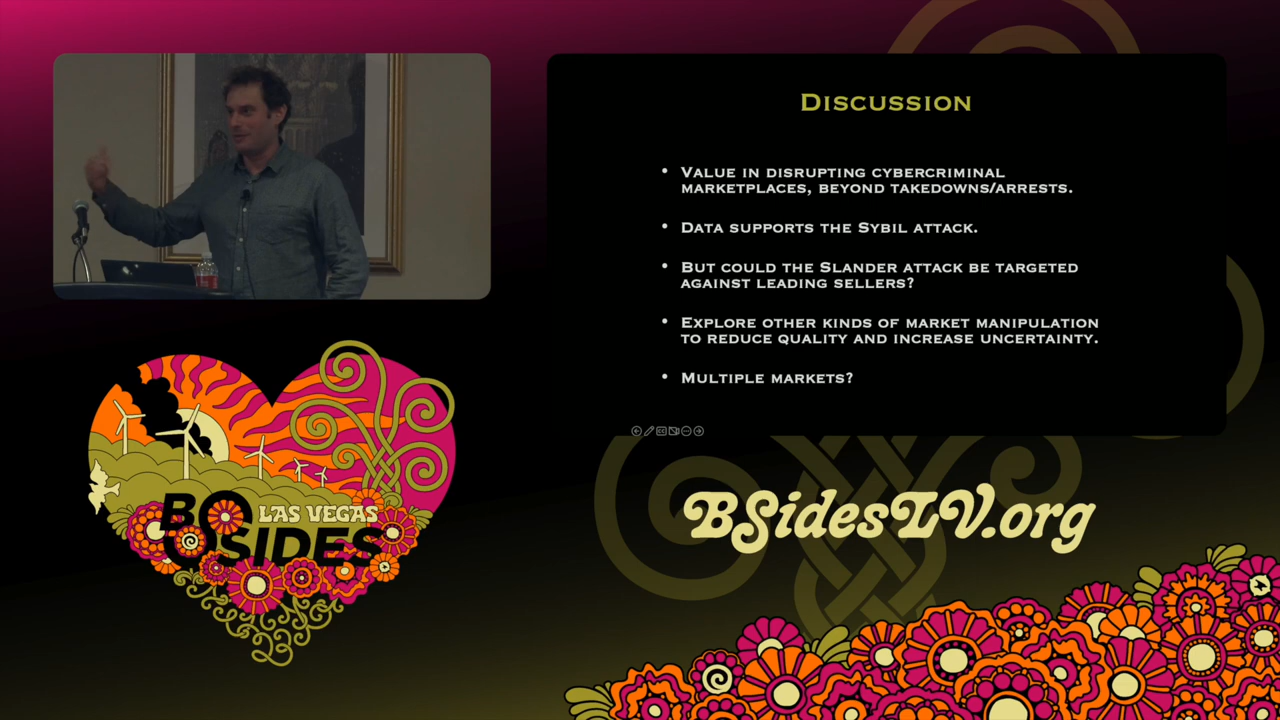 Discussion
• Value in disrupting cybercriminal
marketplaces, beyond takedowns/arrests.
• Data supports the Sybil attack.
• But could the Slander attack be targeted
against leading sellers?
• Explore other kinds of market manipulation
to reduce quality and increase uncertainty.
• Multiple markets?
BSidesLV.org
LAS VEGAS
BSIDES